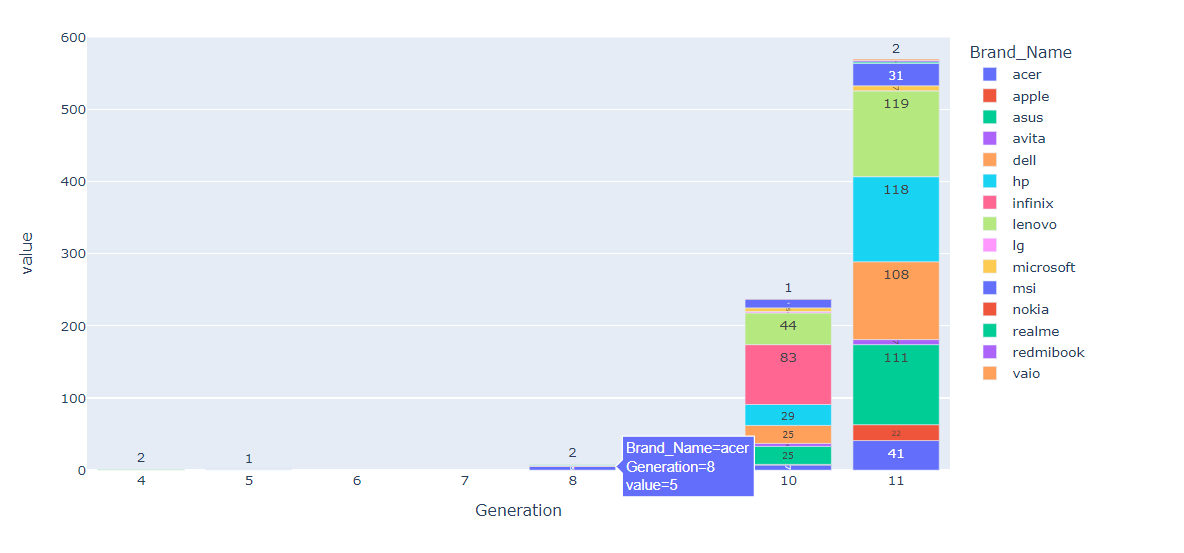 600
500
400
300
200
100
0
value
2
1
2
1
2
44
83
29
25
25
31
119
118
108
111
22
41
4
5
6
7
8
10
11
Generation
Brand_Name=acer
Generation=8
value=5
Brand_Name
acer
apple
asus
avita
dell
hp
infinix
lenovo
lg
microsoft
msi
nokia
realme
redmibook
vaio